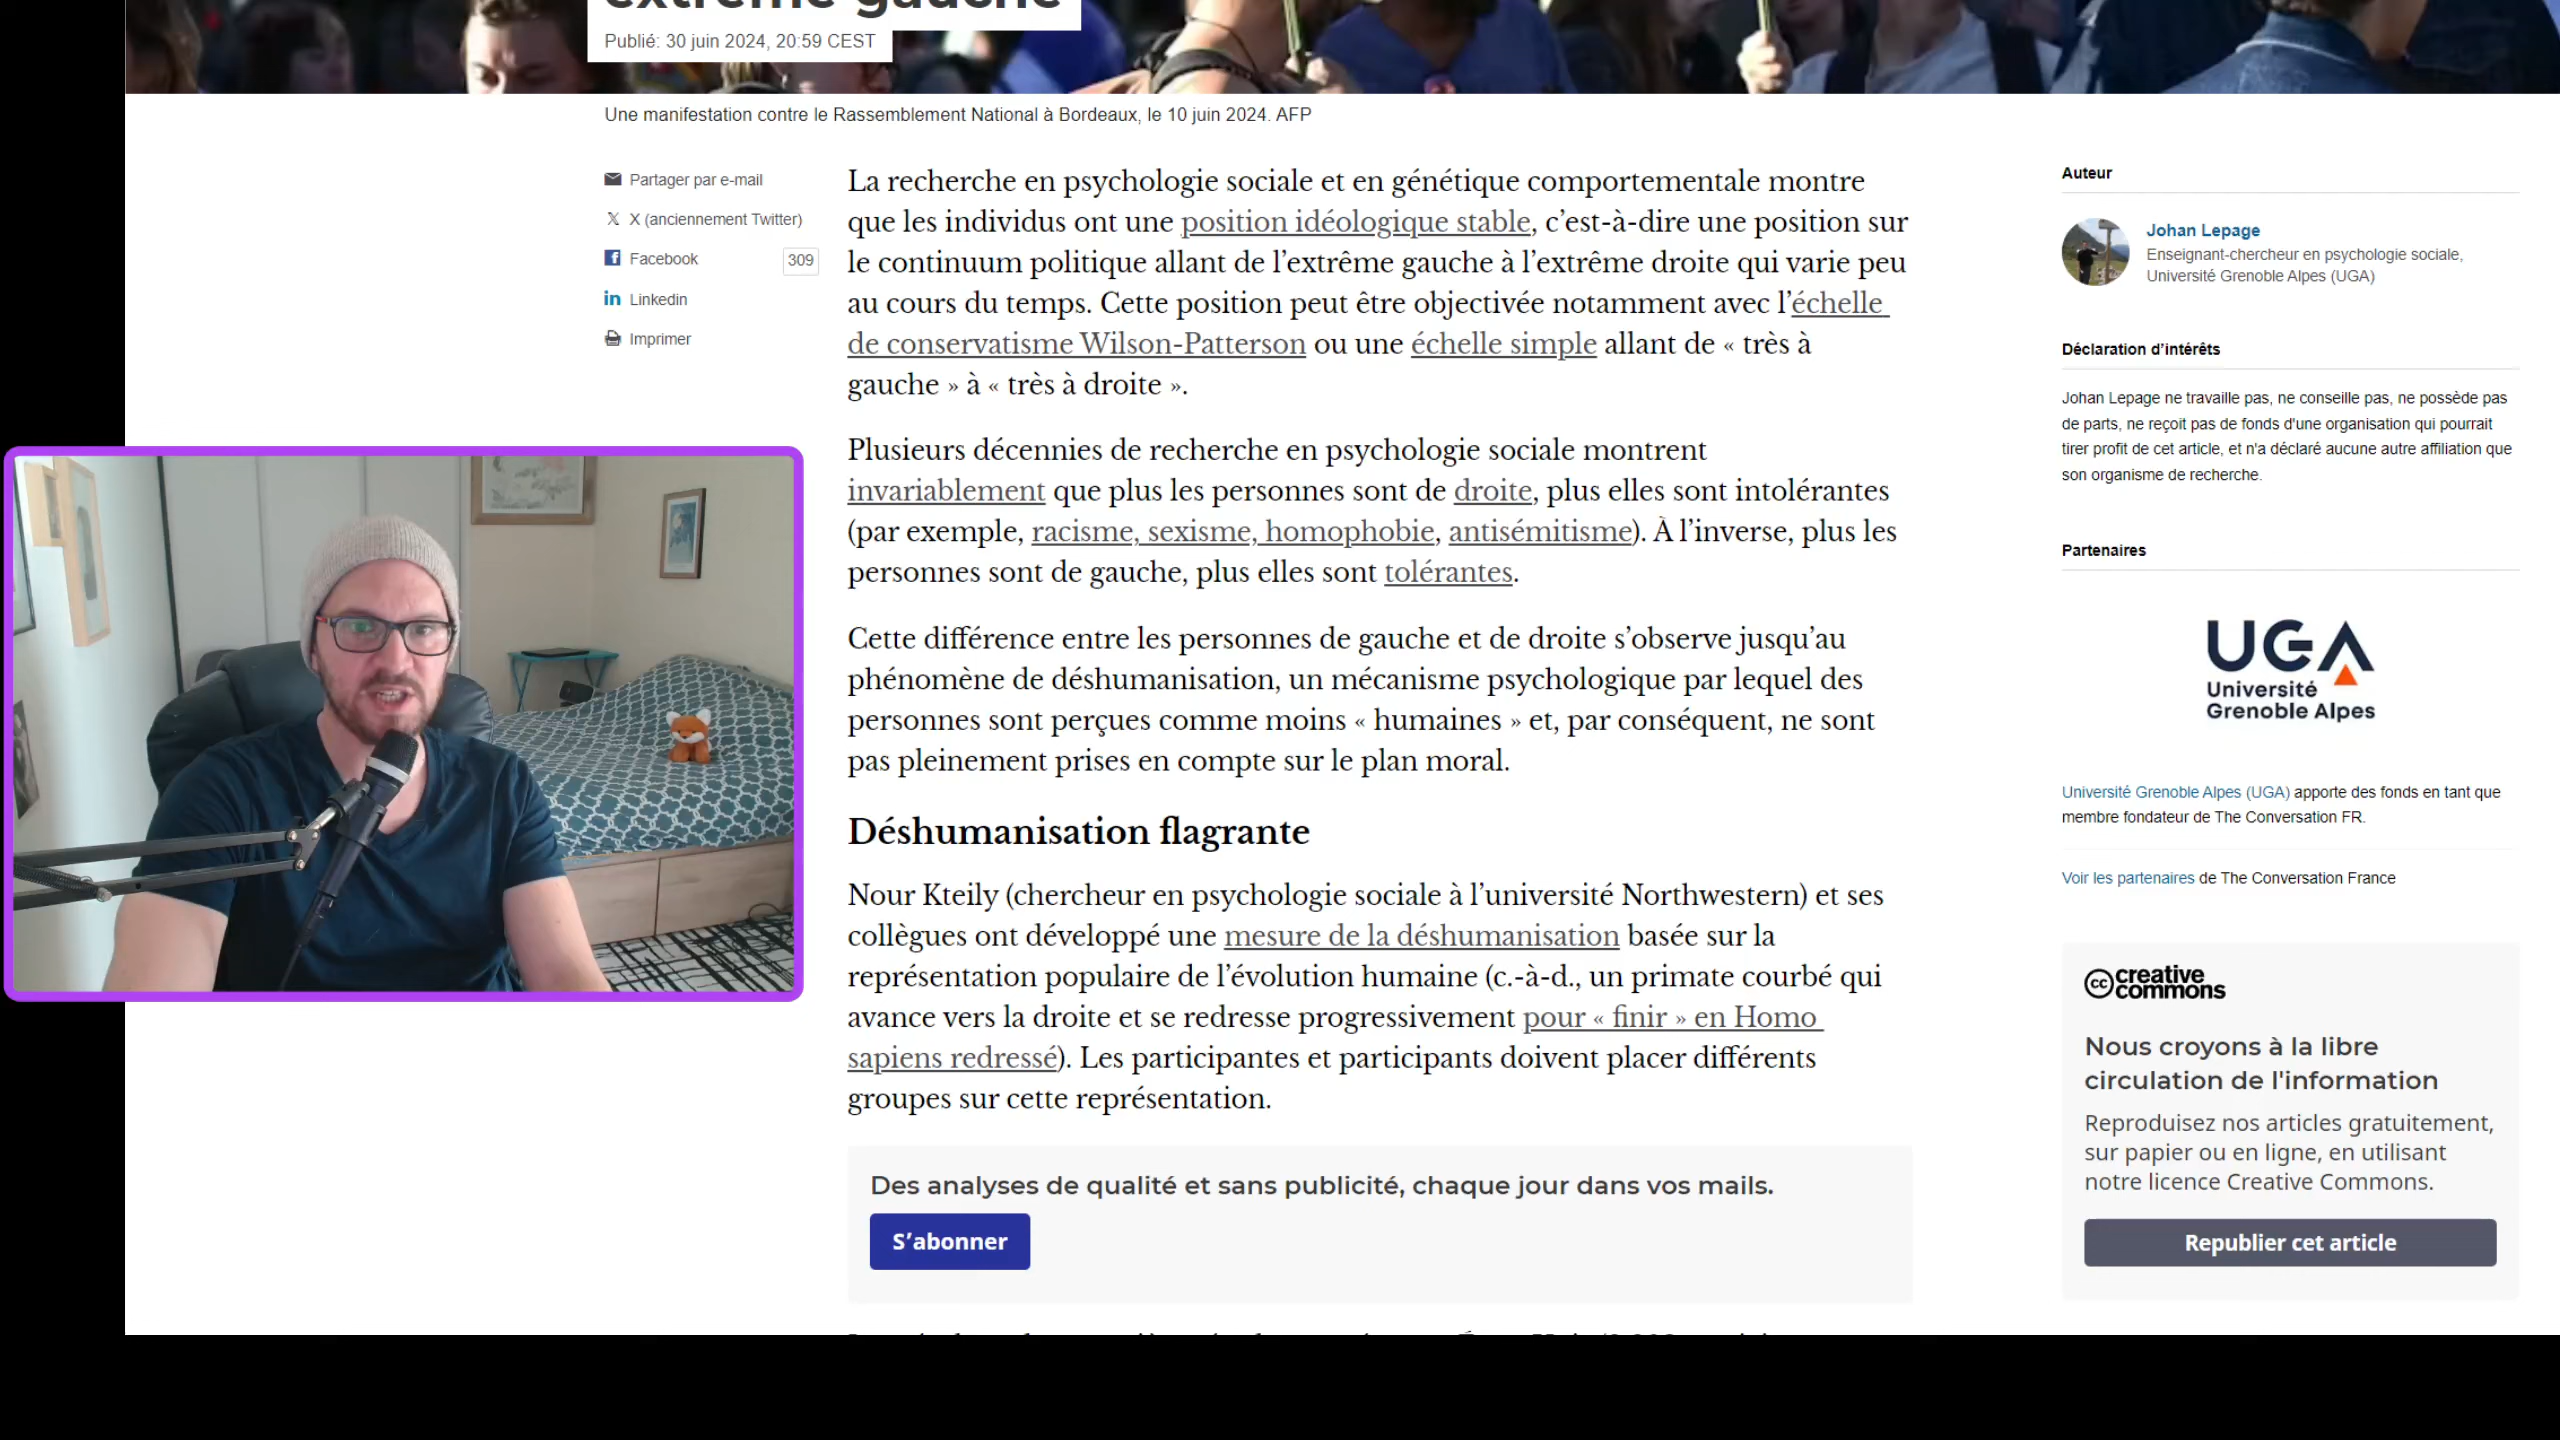 extrême gauche
Publié: 30 juin 2024, 20:59 CEST
Une manifestation contre le Rassemblement National à Bordeaux, le 10 juin 2024. AFP
Partager par e-mail
X (anciennement Twitter)
Facebook
309
Linkedin
Imprimer
La recherche en psychologie sociale et en génétique comportementale montre
que les individus ont une position idéologique stable, c’est-à-dire une position sur
le continuum politique allant de l’extrême gauche à l’extrême droite qui varie peu
au cours du temps. Cette position peut être objectivée notamment avec l’échelle
de conservatisme Wilson-Patterson ou une échelle simple allant de « très à
gauche » à « très à droite ».
Plusieurs décennies de recherche en psychologie sociale montrent
invariablement que plus les personnes sont de droite, plus elles sont intolérantes
(par exemple, racisme, sexisme, homophobie, antisémitisme). À l’inverse, plus les
personnes sont de gauche, plus elles sont tolérantes.
Cette différence entre les personnes de gauche et de droite s’observe jusqu’au
phénomène de déshumanisation, un mécanisme psychologique par lequel des
personnes sont perçues comme moins « humaines » et, par conséquent, ne sont
pas pleinement prises en compte sur le plan moral.
Déshumanisation flagrante
Nour Kteily (chercheur en psychologie sociale à l’université Northwestern) et ses
collègues ont développé une mesure de la déshumanisation basée sur la
représentation populaire de l’évolution humaine (c.-à-d., un primate courbé qui
avance vers la droite et se redresse progressivement pour « finir » en Homo
sapiens redressé). Les participantes et participants doivent placer différents
groupes sur cette représentation.
Des analyses de qualité et sans publicité, chaque jour dans vos mails.
S’abonner
Auteur
Johan Lepage
Enseignant-chercheur en psychologie sociale,
Université Grenoble Alpes (UGA)
Déclaration d’intérêts
Johan Lepage ne travaille pas, ne conseille pas, ne possède pas
de parts, ne reçoit pas de fonds d'une organisation qui pourrait
tirer profit de cet article, et n'a déclaré aucune autre affiliation que
son organisme de recherche.
Partenaires
UGA
Université
Grenoble Alpes
Université Grenoble Alpes (UGA) apporte des fonds en tant que
membre fondateur de The Conversation FR.
Voir les partenaires de The Conversation France
cc creative
commons
Nous croyons à la libre
circulation de l'information
Reproduisez nos articles gratuitement,
sur papier ou en ligne, en utilisant
notre licence Creative Commons.
Republier cet article